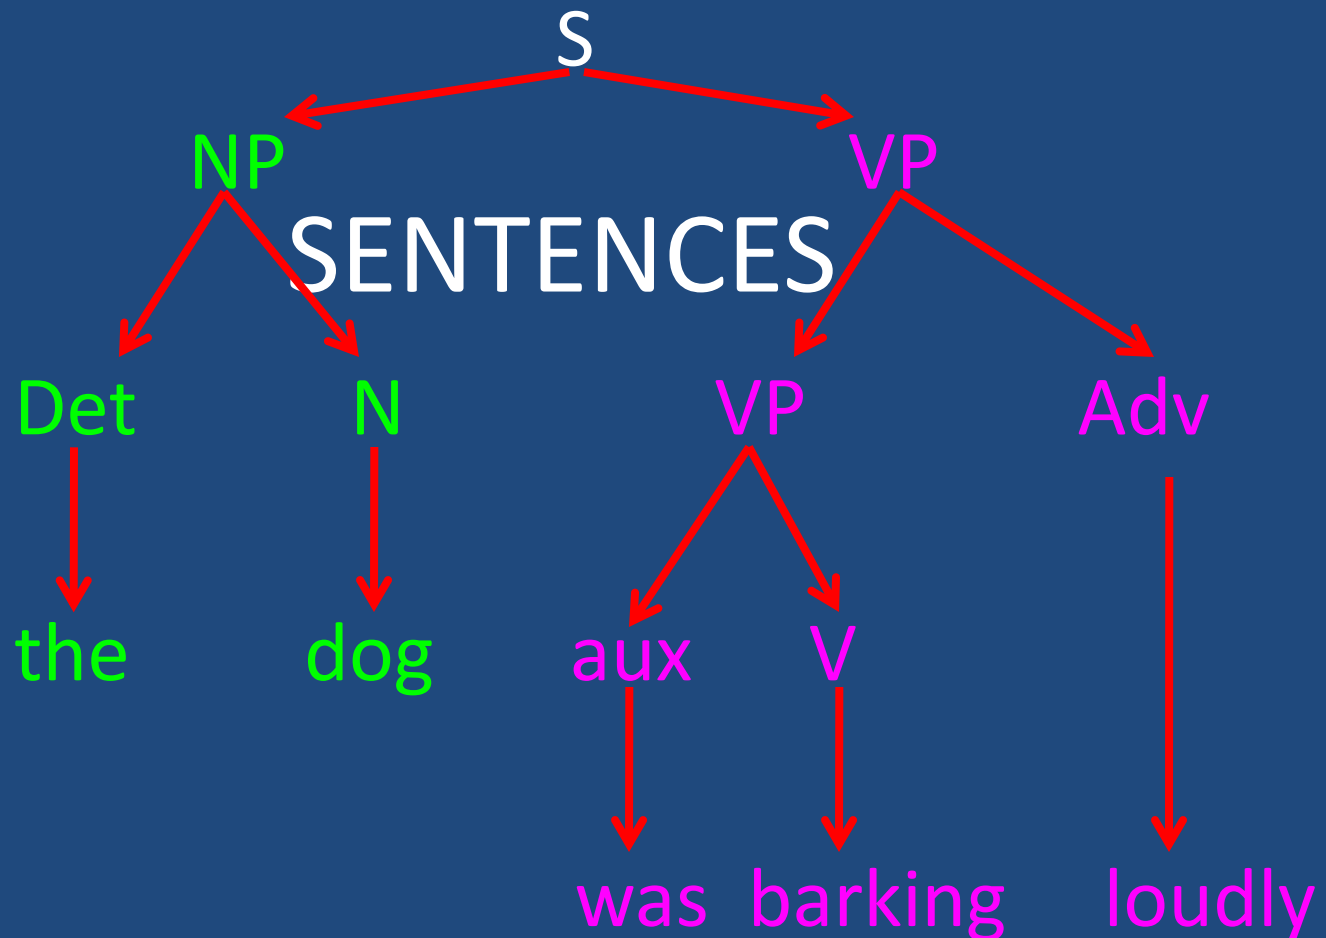 S
NP VP
SENTENCES
Det N VP Adv
the dog aux V
was barking loudly